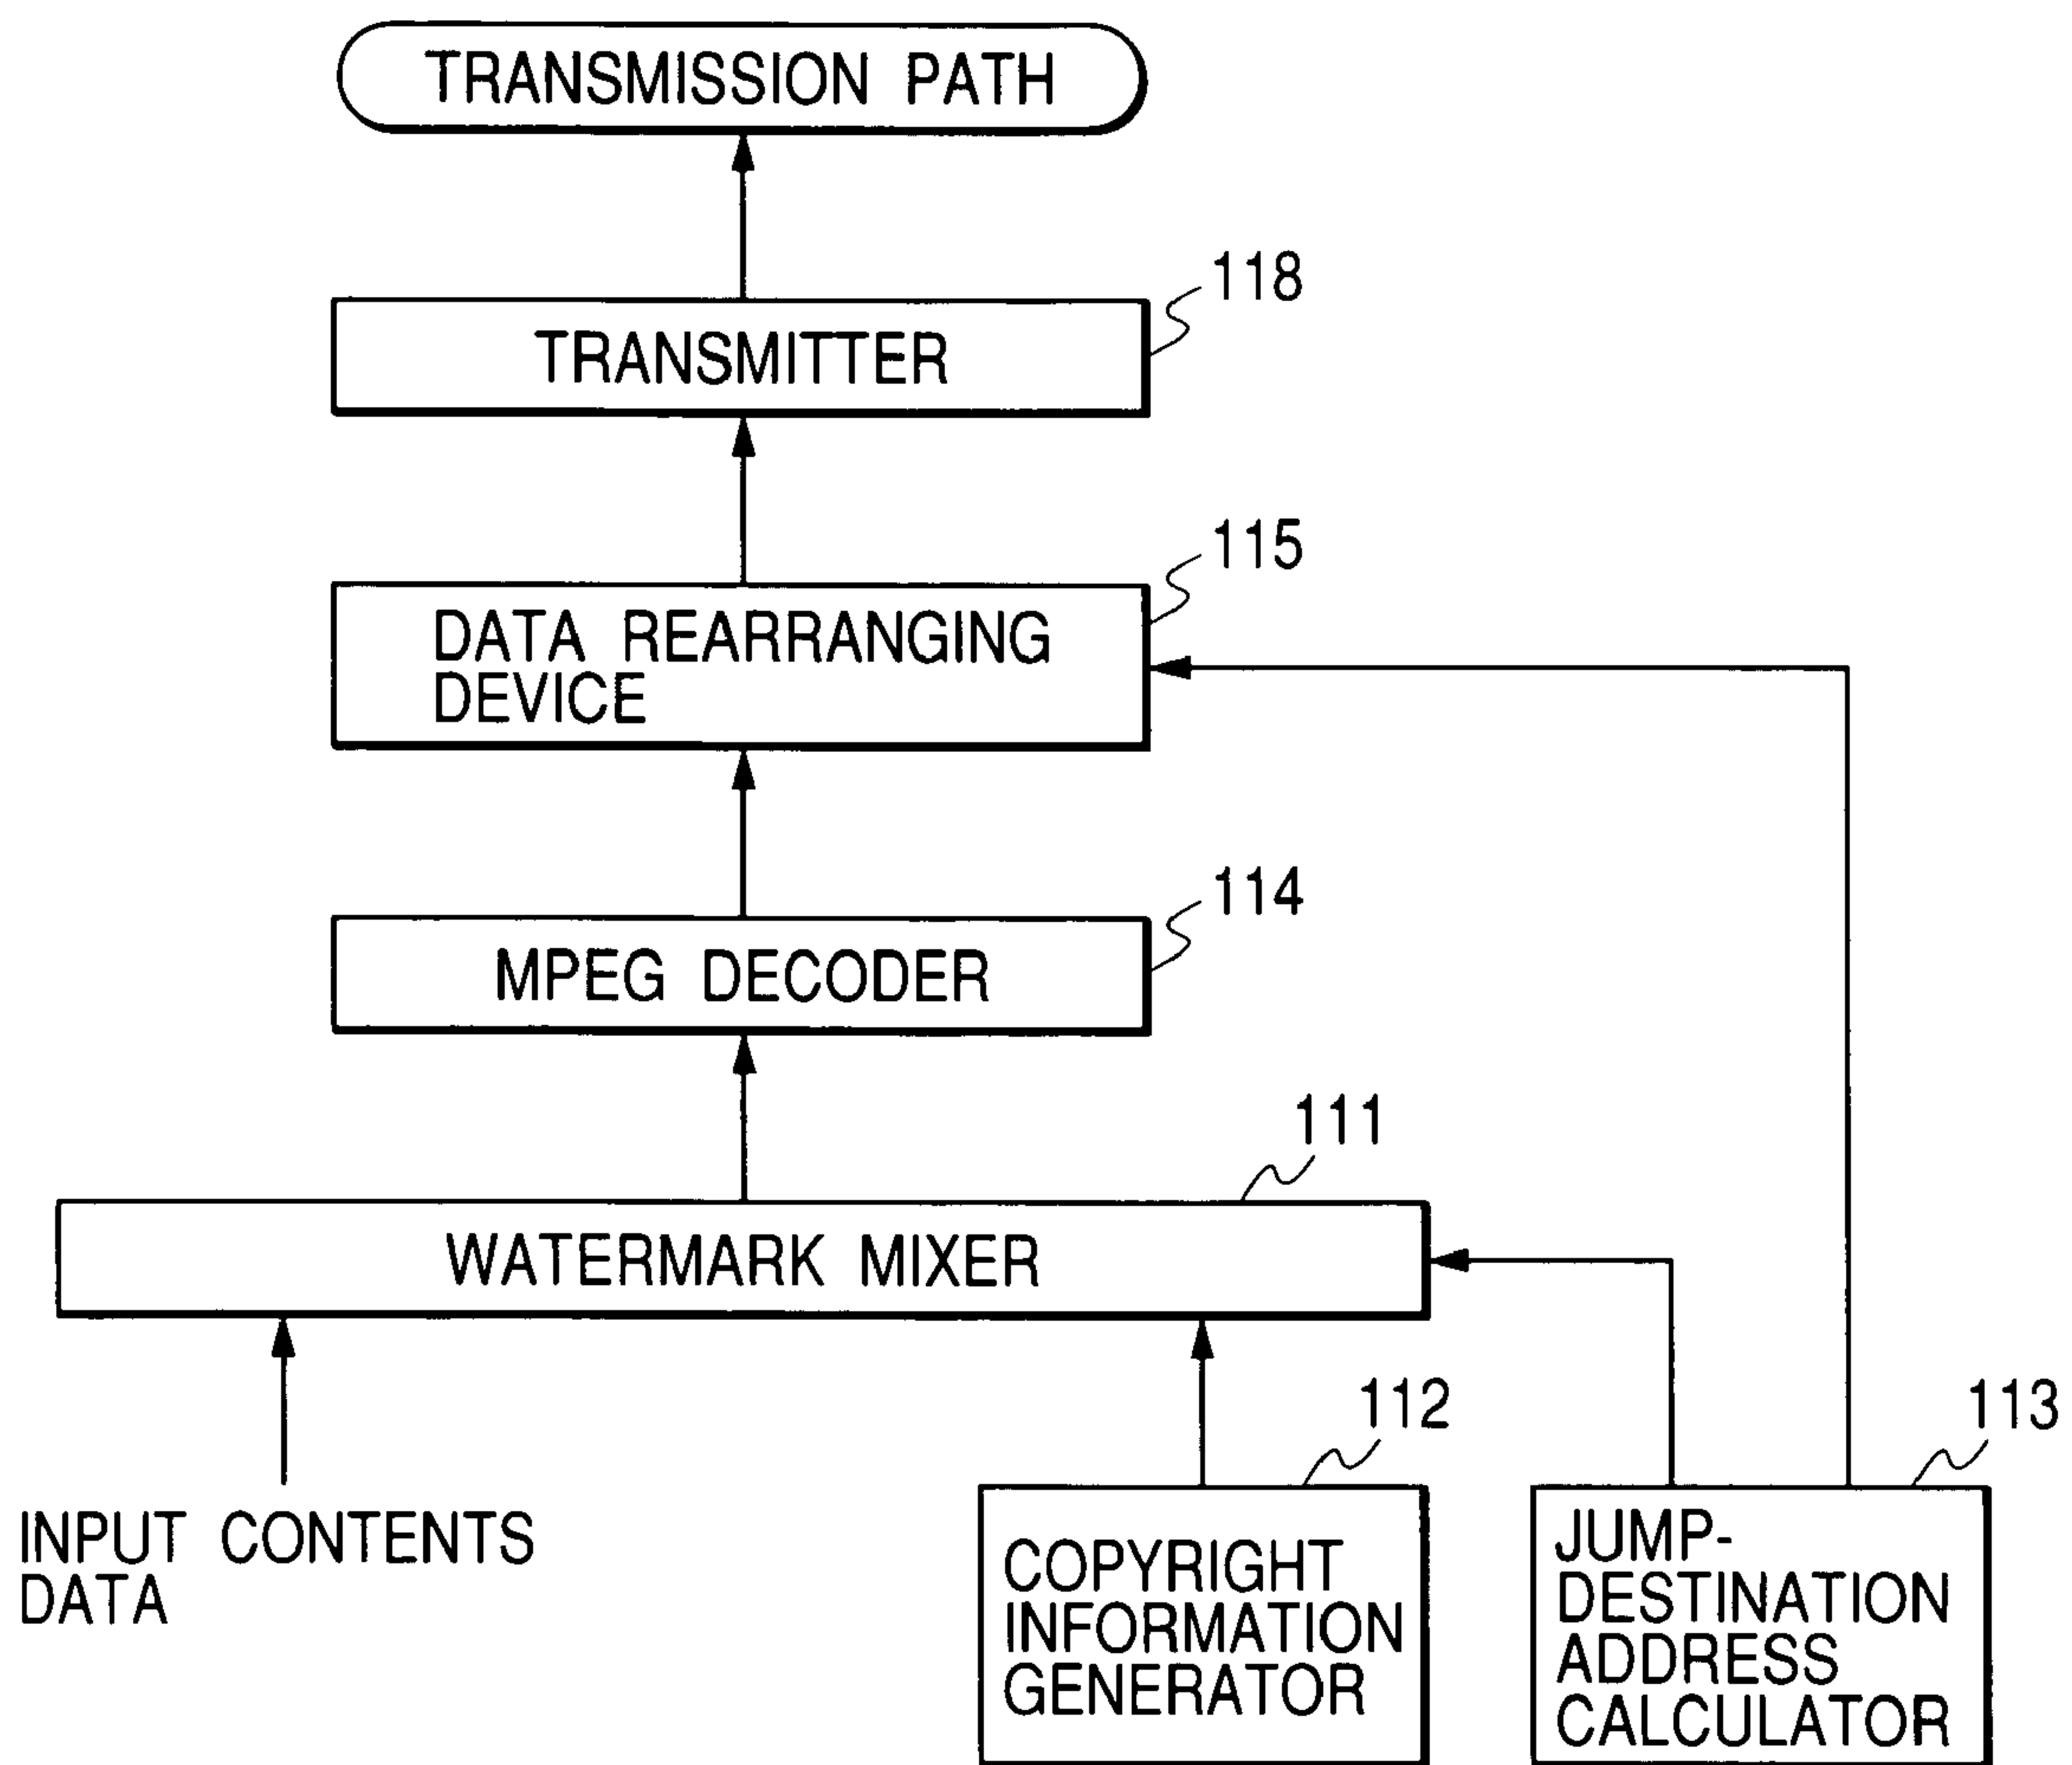 TRANSMISSION PATH
118
TRANSMITTER
115
DATA REARRANGING
DEVICE
114
MPEG DECODER
111
WATERMARK MIXER
112
113
INPUT CONTENTS
DATA
COPYRIGHT
INFORMATION
GENERATOR
JUMP-
DESTINATION
ADDRESS
CALCULATOR